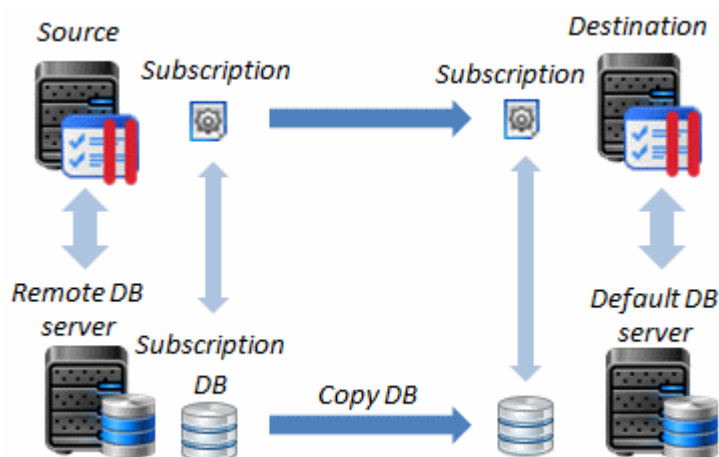 Source
Destination
Subscription
Subscription
Remote DB
server
Default DB
server
Subscription
DB
Copy DB